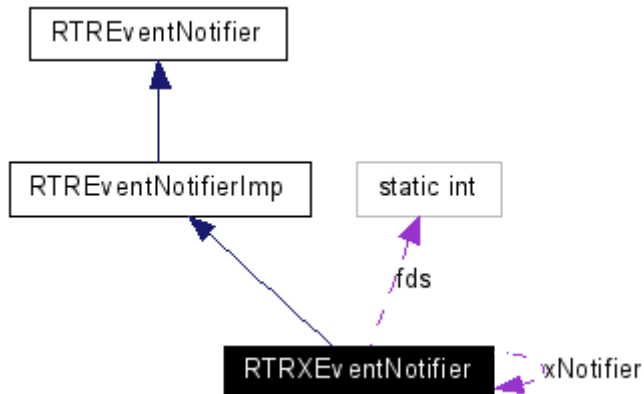 RTREventNotifier
RTREventNotifierImp
static int
fds
RTRXEventNotifier
xNotifier